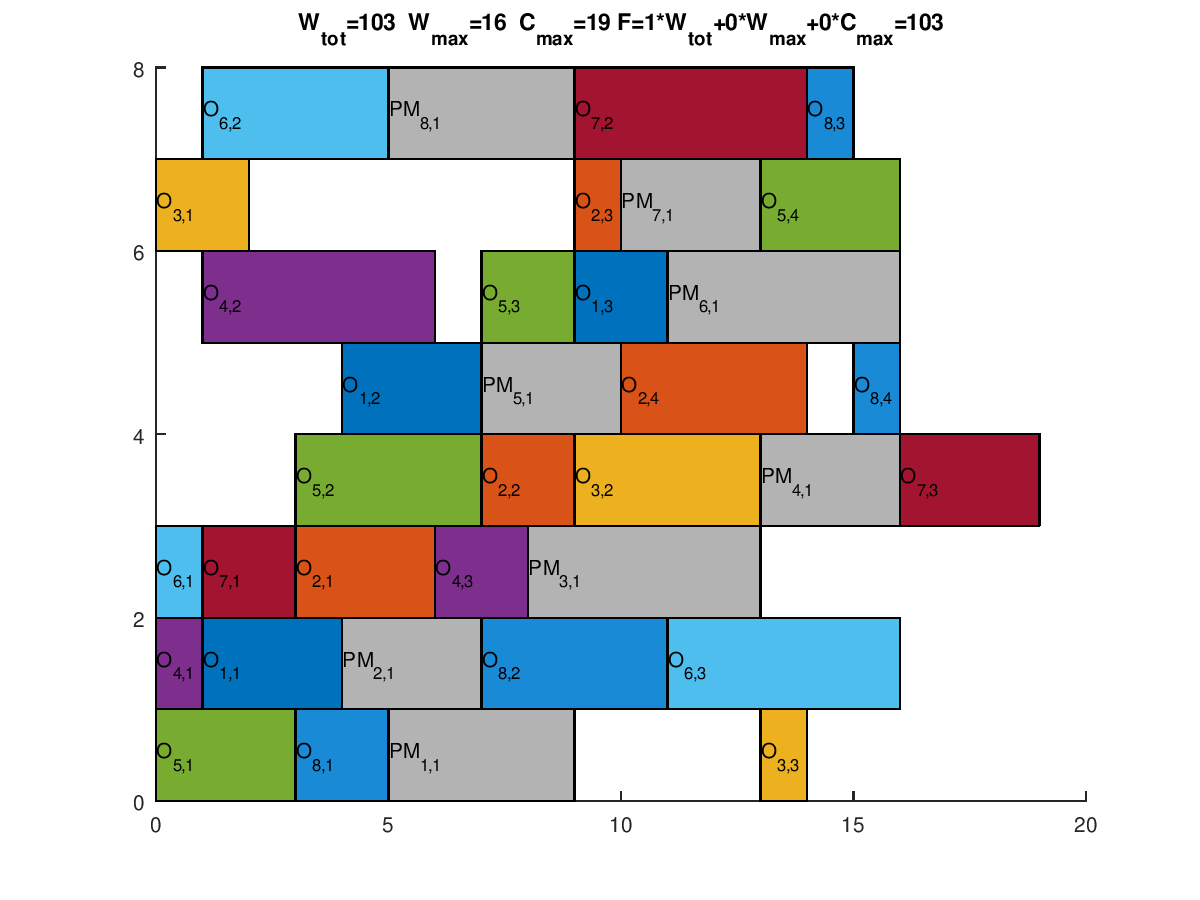 W_tot=103 W_max=16 C_max=19 F=1*W_tot+0*W_max+0*C_max=103
8
O_6,2 PM_8,1 O_7,2 O_8,3
O_3,1 O_2,3 PM_7,1 O_5,4
6
O_4,2 O_5,3 O_1,3 PM_6,1
O_1,2 PM_5,1 O_2,4 O_8,4
4
O_5,2 O_2,2 O_3,2 PM_4,1 O_7,3
O_6,1 O_7,1 O_2,1 O_4,3 PM_3,1
2
O_4,1 O_1,1 PM_2,1 O_8,2 O_6,3
O_5,1 O_8,1 PM_1,1 O_3,3
0
0 5 10 15 20